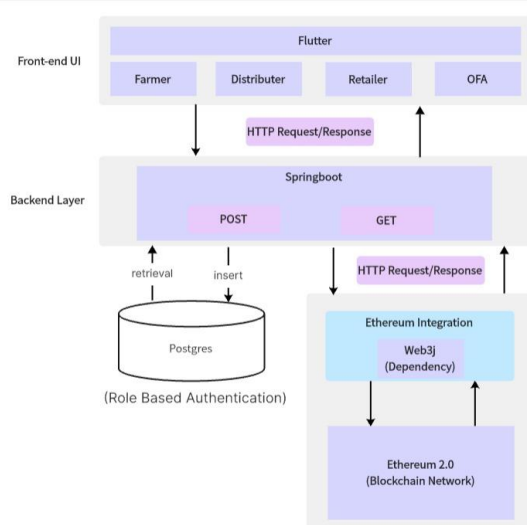 Flutter
Front-end UI
Farmer
Distributer
Retailer
OFA
HTTP Request/Response
Springboot
Backend Layer
POST
GET
retrieval
insert
HTTP Request/Response
Ethereum Integration
Web3j
(Dependency)
Postgres
(Role Based Authentication)
Ethereum 2.0
(Blockchain Network)